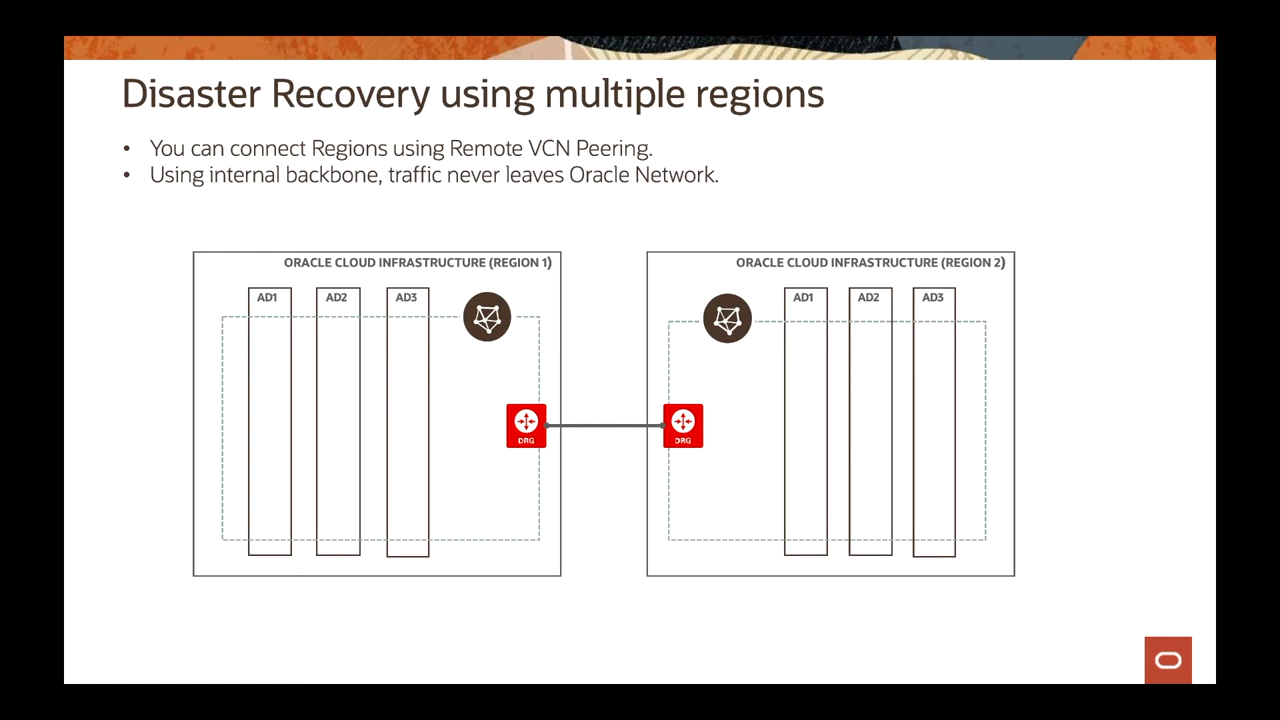 Disaster Recovery using multiple regions
• You can connect Regions using Remote VCN Peering.
• Using internal backbone, traffic never leaves Oracle Network.
ORACLE CLOUD INFRASTRUCTURE (REGION 1)
AD1 AD2 AD3
DRG
ORACLE CLOUD INFRASTRUCTURE (REGION 2)
AD1 AD2 AD3
DRG